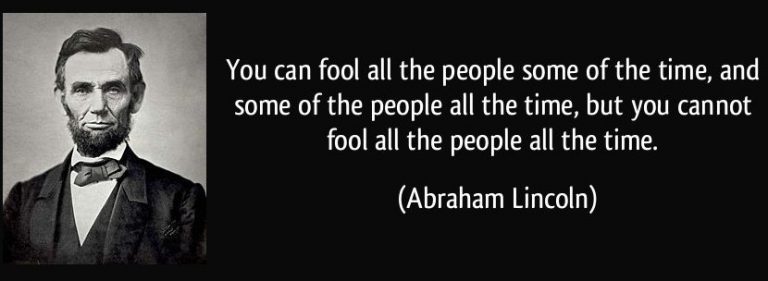 You can fool all the people some of the time, and
some of the people all the time, but you cannot
fool all the people all the time.
(Abraham Lincoln)